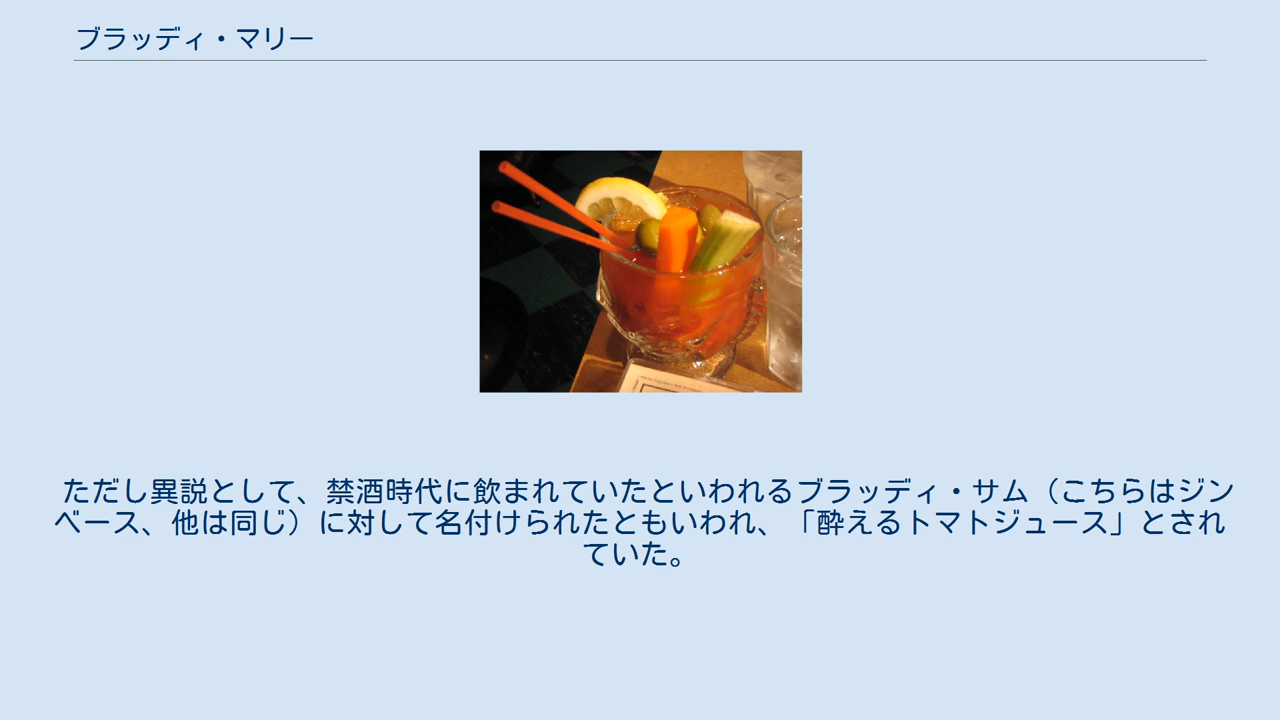 ブラッディ・マリー
ただし異説として、禁酒時代に飲まれていたといわれるブラッディ・サム（こちらはジン
ベース、他は同じ）に対して名付けられたともいわれ、「酔えるトマトジュース」とされ
ていた。